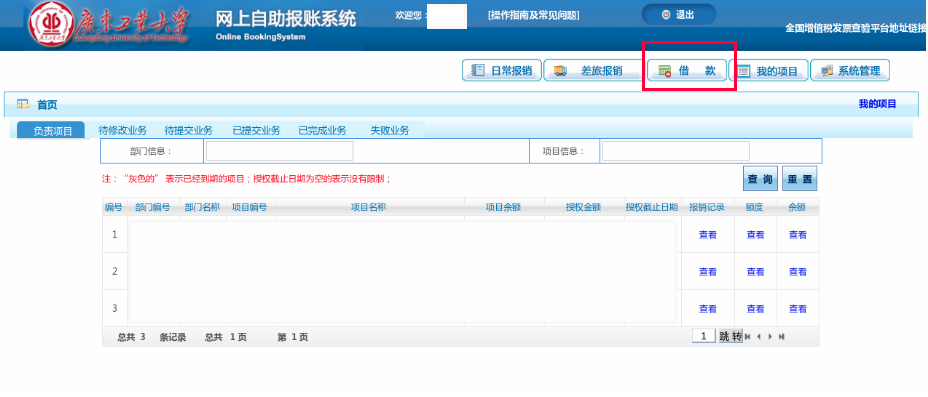 廣東工業大學
Guangdong University of Technology
网上自助报账系统
Online BookingSystem
欢迎您：
[操作指南及常见问题]
退出
全国增值税发票查验平台地址链接
日常报销 差旅报销 借 款 我的项目 系统管理
首页 我的项目
负责项目 待修改业务 待提交业务 已提交业务 已完成业务 失败业务
部门信息： 项目信息：
注：“灰色的” 表示已经到期的项目；授权截止日期为空的表示没有限制；
查 询 重 置
编号 部门编号 部门名称 项目编号 项目名称 项目余额 授权金额 授权截止日期 报销记录 额度 余额
1 查看 查看 查看
2 查看 查看 查看
3 查看 查看 查看
总共 3 条记录 总共 1 页 第 1 页 1 跳 转